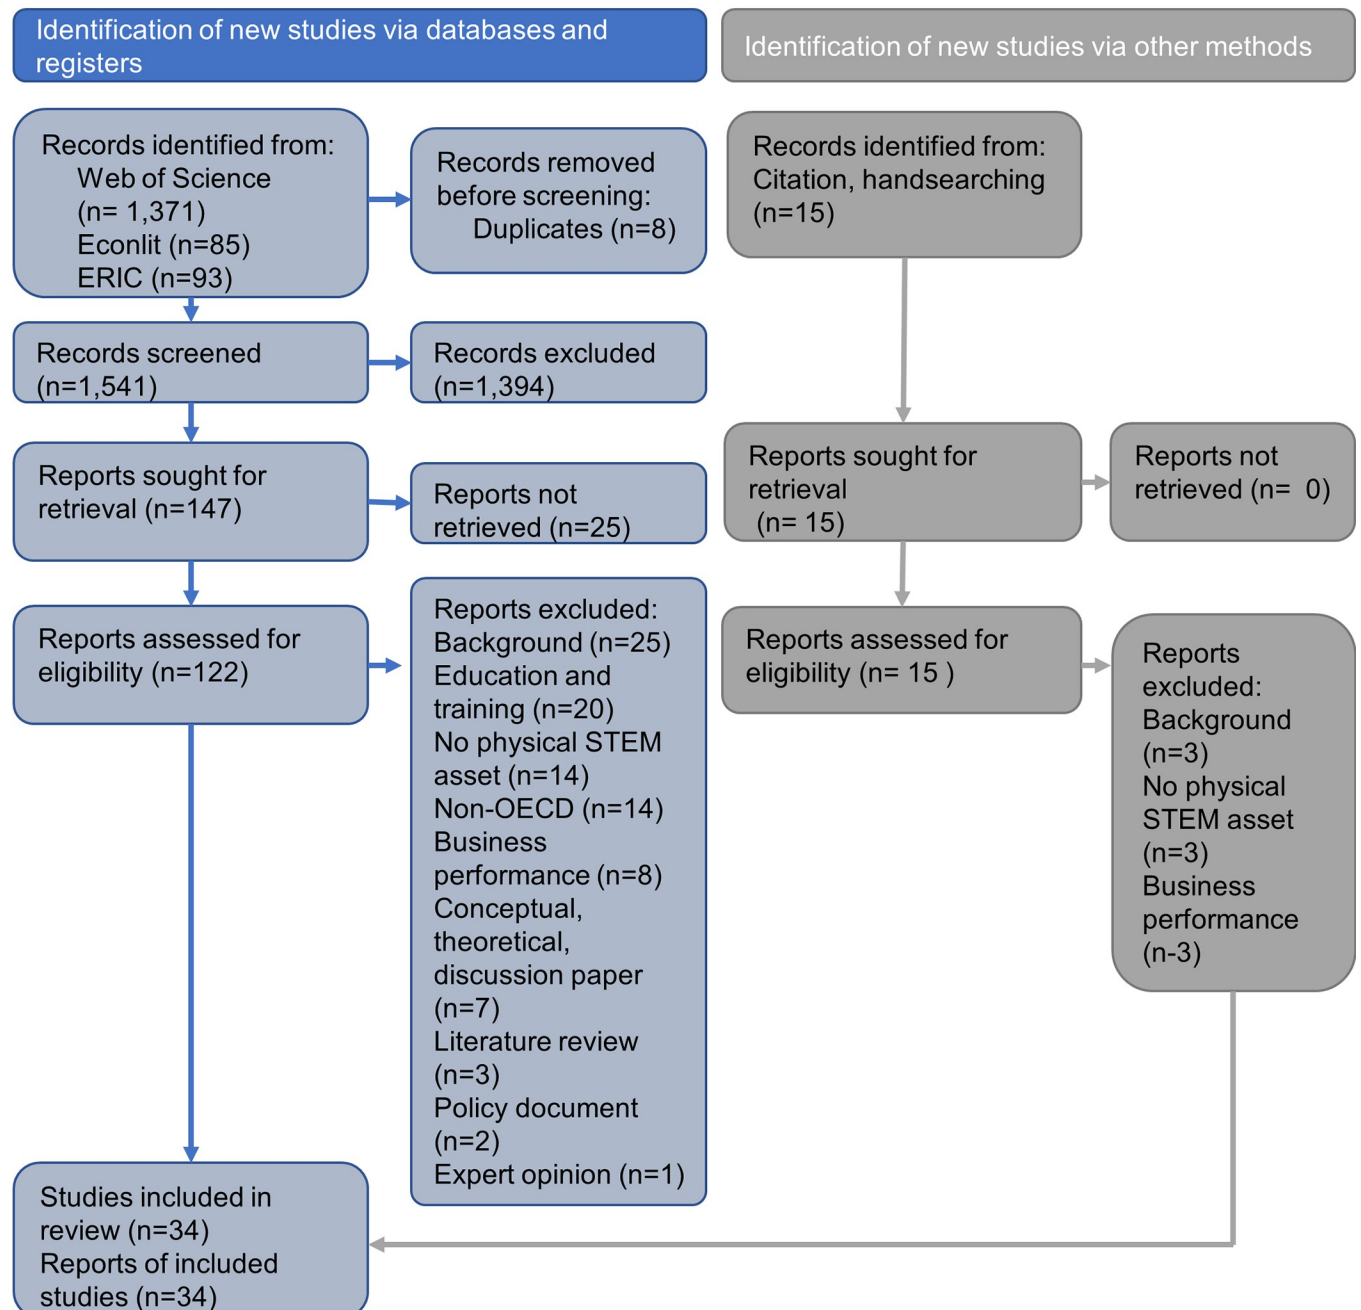 Identification of new studies via databases and
registers
Identification of new studies via other methods
Records identified from:
Web of Science
(n= 1,371)
Econlit (n=85)
ERIC (n=93)
Records removed
before screening:
Duplicates (n=8)
Records identified from:
Citation, handsearching
(n=15)
Records screened
(n=1,541)
Records excluded
(n=1,394)
Reports sought for
retrieval (n=147)
Reports not
retrieved (n=25)
Reports sought for
retrieval
(n= 15)
Reports not
retrieved (n=  0)
Reports assessed for
eligibility (n=122)
Reports excluded:
Background (n=25)
Education and
training (n=20)
No physical STEM
asset (n=14)
Non-OECD (n=14)
Business
performance (n=8)
Conceptual,
theoretical,
discussion paper
(n=7)
Literature review
(n=3)
Policy document
(n=2)
Expert opinion (n=1)
Reports assessed for
eligibility (n= 15 )
Reports
excluded:
Background
(n=3)
No physical
STEM asset
(n=3)
Business
performance
(n-3)
Studies included in
review (n=34)
Reports of included
studies (n=34)